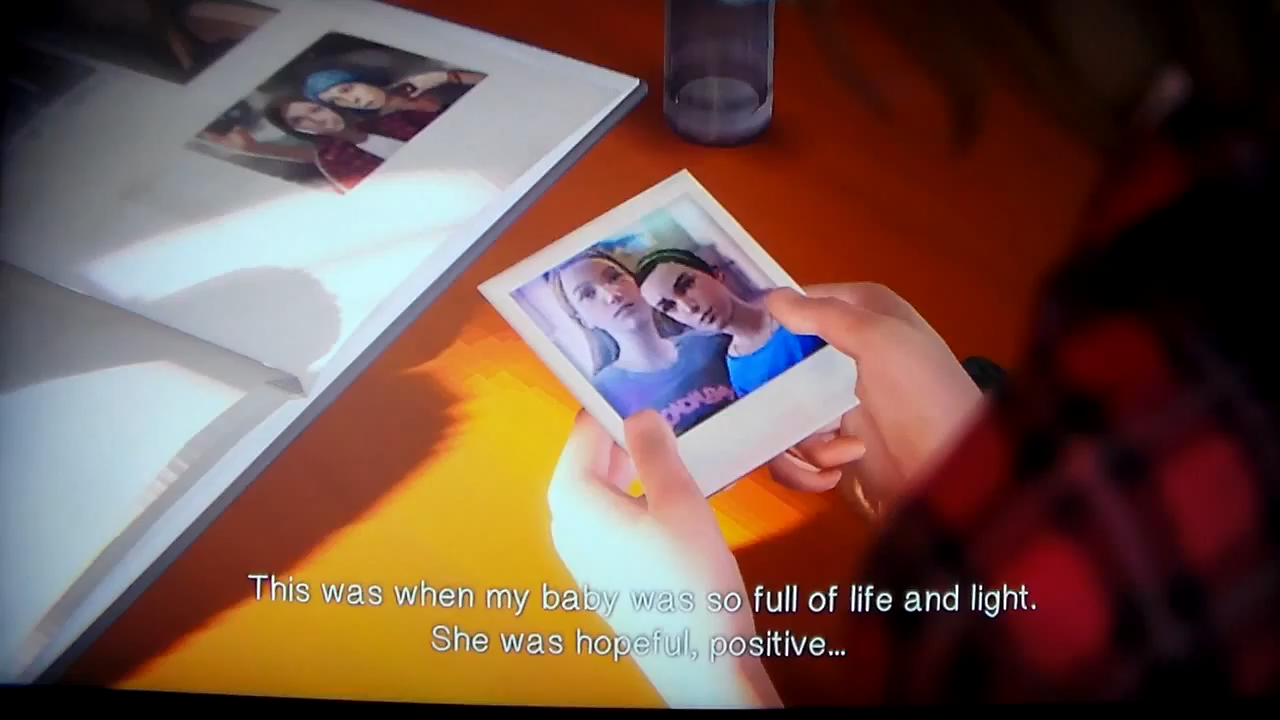 This was when my baby was so full of life and light.
She was hopeful, positive...